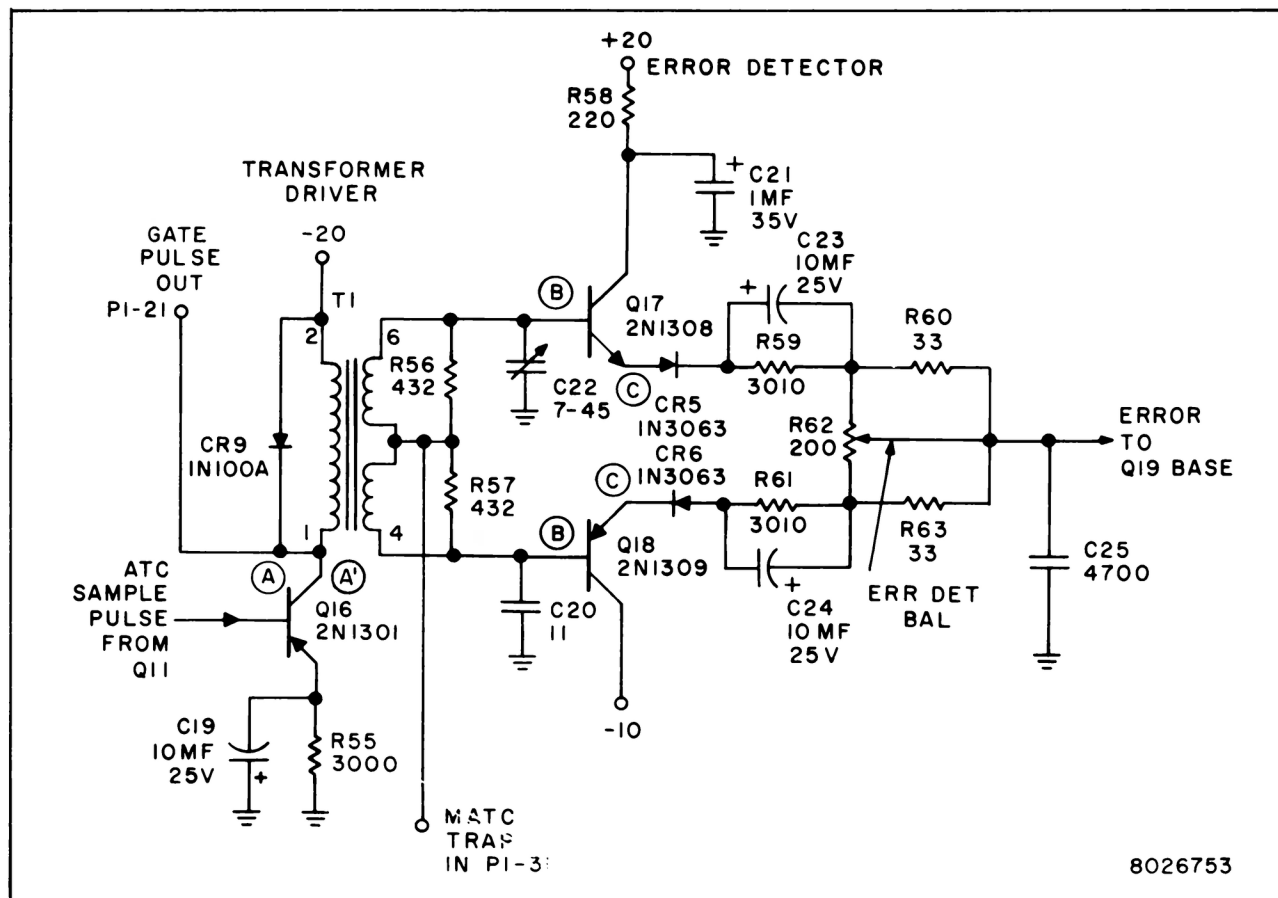 +20
ERROR DETECTOR
R58
220
TRANSFORMER
DRIVER
-20
GATE
PULSE
OUT
P1-21
C21
1MF
35V
+
T1
2
6
B
Q17
2N1308
C23
10MF
25V
+
R60
33
R56
432
R59
3010
C22
7-45
C
CR9
1N100A
CR5
1N3063
R62
200
ERROR
TO
Q19 BASE
CR6
1N3063
R57
432
C
R61
3010
1
4
B
R63
33
A
A'
Q18
2N1309
ATC
SAMPLE
PULSE
FROM
Q11
Q16
2N1301
C20
11
+
C24
10MF
25V
ERR DET
BAL
C25
4700
-10
C19
10MF
25V
+
R55
3000
MATC
IN P1-3
8026753